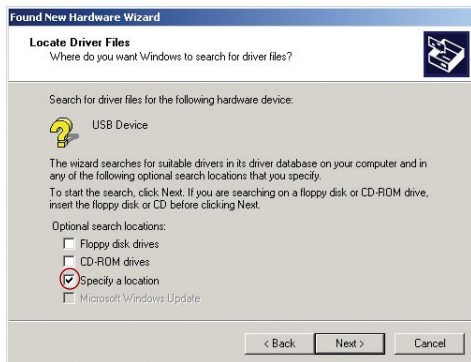 Found New Hardware Wizard
Locate Driver Files
Where do you want Windows to search for driver files?
Search for driver files for the following hardware device:
USB Device
The wizard searches for suitable drivers in its driver database on your computer and in
any of the following optional search locations that you specify.
To start the search, click Next. If you are searching on a floppy disk or CD-ROM drive,
insert the floppy disk or CD before clicking Next.
Optional search locations:
Floppy disk drives
CD-ROM drives
Specify a location
Microsoft Windows Update
< Back Next > Cancel